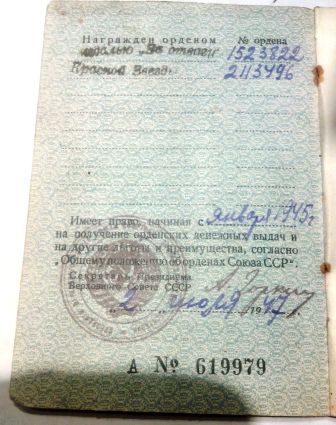 Награжден орденом № ордена
медалью „За отвагу" 1523822
Красной Звезды 2113496
Имеет право, начиная с января 1945 г.
на получение орденских денежных выдач и
на другие льготы и преимущества, согласно
„Общему положению об орденах Союза ССР".
Секретарь Президиума
Верховного Совета СССР
„2" июля 1947 г.
А № 619979